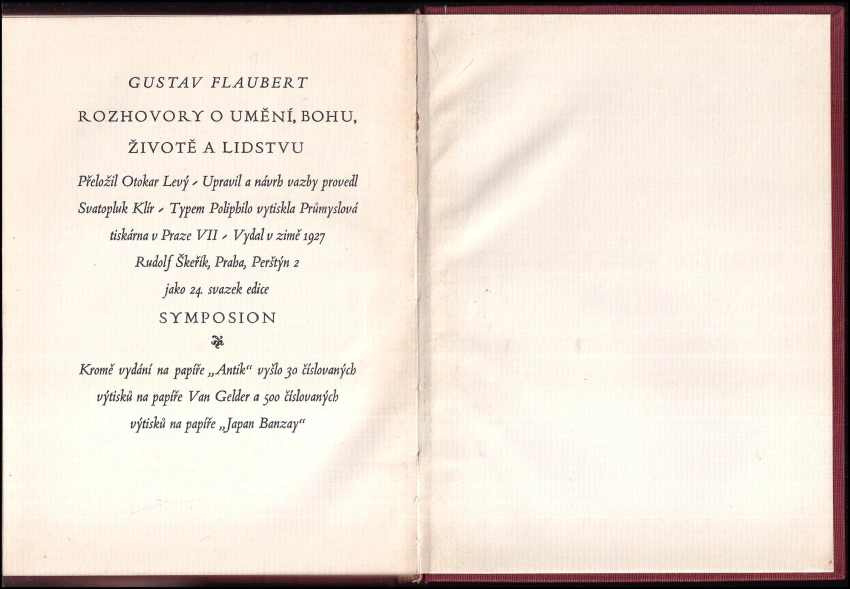 GUSTAV FLAUBERT
ROZHOVORY O UMĚNÍ, BOHU,
ŽIVOTĚ A LIDSTVU
Přeložil Otokar Levý - Upravil a návrh vazby provedl
Svatopluk Klír - Typem Poliphilo vytiskla Průmyslová
tiskárna v Praze VII - Vydal v zimě 1927
Rudolf Škeřík, Praha, Perštýn 2
jako 24. svazek edice
SYMPOSION
Kromě vydání na papíře „Antik“ vyšlo 30 číslovaných
výtisků na papíře Van Gelder a 500 číslovaných
výtisků na papíře „Japan Banzay“